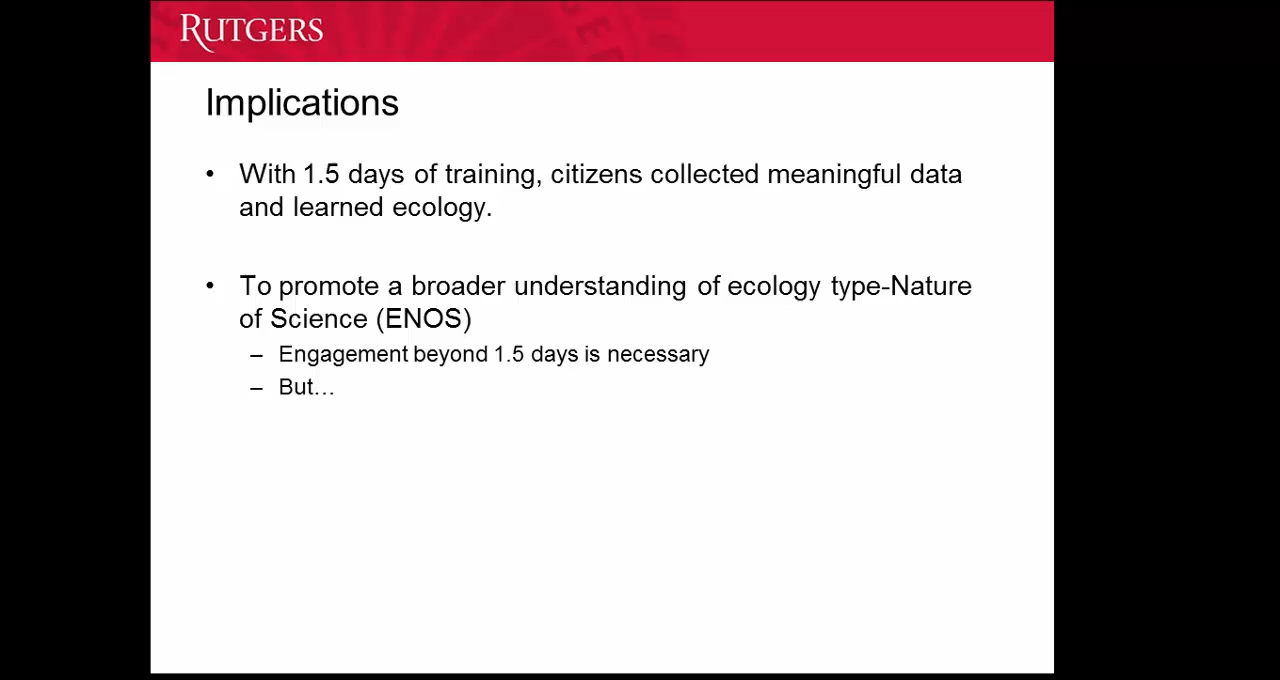 RUTGERS
Implications
• With 1.5 days of training, citizens collected meaningful data
and learned ecology.
• To promote a broader understanding of ecology type-Nature
of Science (ENOS)
– Engagement beyond 1.5 days is necessary
– But…